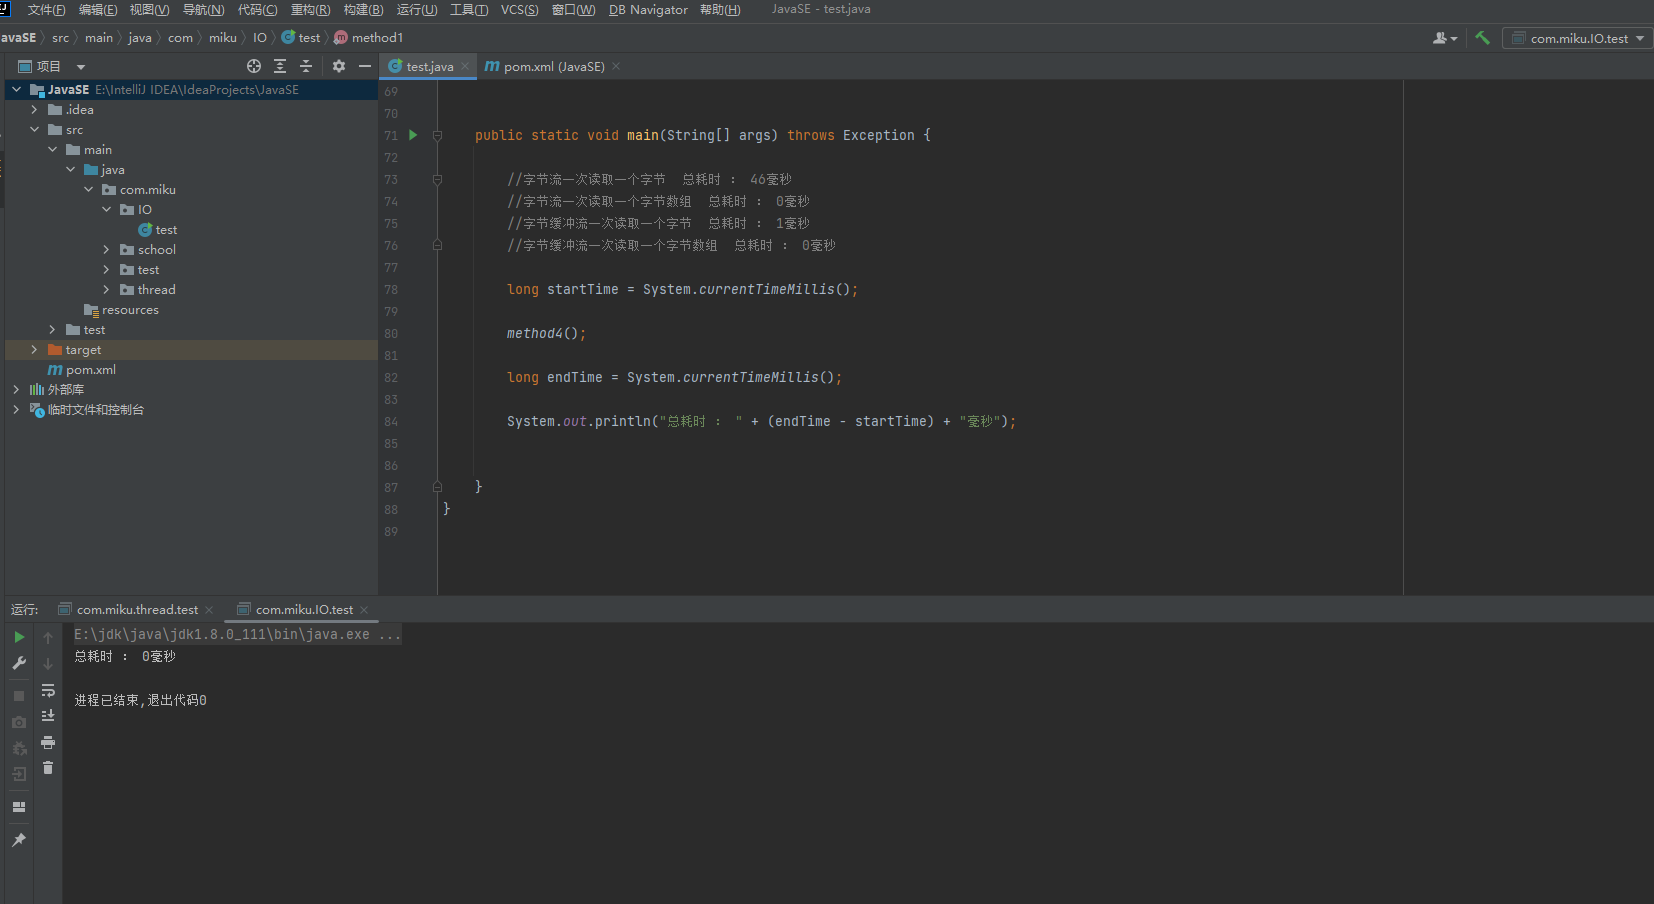 文件(F) 编辑(E) 视图(V) 导航(N) 代码(C) 重构(R) 构建(B) 运行(U) 工具(T) VCS(S) 窗口(W) DB Navigator 帮助(H) JavaSE - test.java
avaSE src main java com miku IO test method1
com.miku.IO.test
项目
test.java
pom.xml (JavaSE)
JavaSE E:\IntelliJ IDEA\IdeaProjects\JavaSE
.idea
src
main
java
com.miku
IO
test
school
test
thread
resources
test
target
pom.xml
外部库
临时文件和控制台
69
70
71 public static void main(String[] args) throws Exception {
72
73 //字节流一次读取一个字节 总耗时 : 46毫秒
74 //字节流一次读取一个字节数组 总耗时 : 0毫秒
75 //字节缓冲流一次读取一个字节 总耗时 : 1毫秒
76 //字节缓冲流一次读取一个字节数组 总耗时 : 0毫秒
77
78 long startTime = System.currentTimeMillis();
79
80 method4();
81
82 long endTime = System.currentTimeMillis();
83
84 System.out.println("总耗时 : " + (endTime - startTime) + "毫秒");
85
86
87 }
88 }
89
运行: com.miku.thread.test com.miku.IO.test
E:\jdk\java\jdk1.8.0_111\bin\java.exe ...
总耗时 : 0毫秒
进程已结束,退出代码0